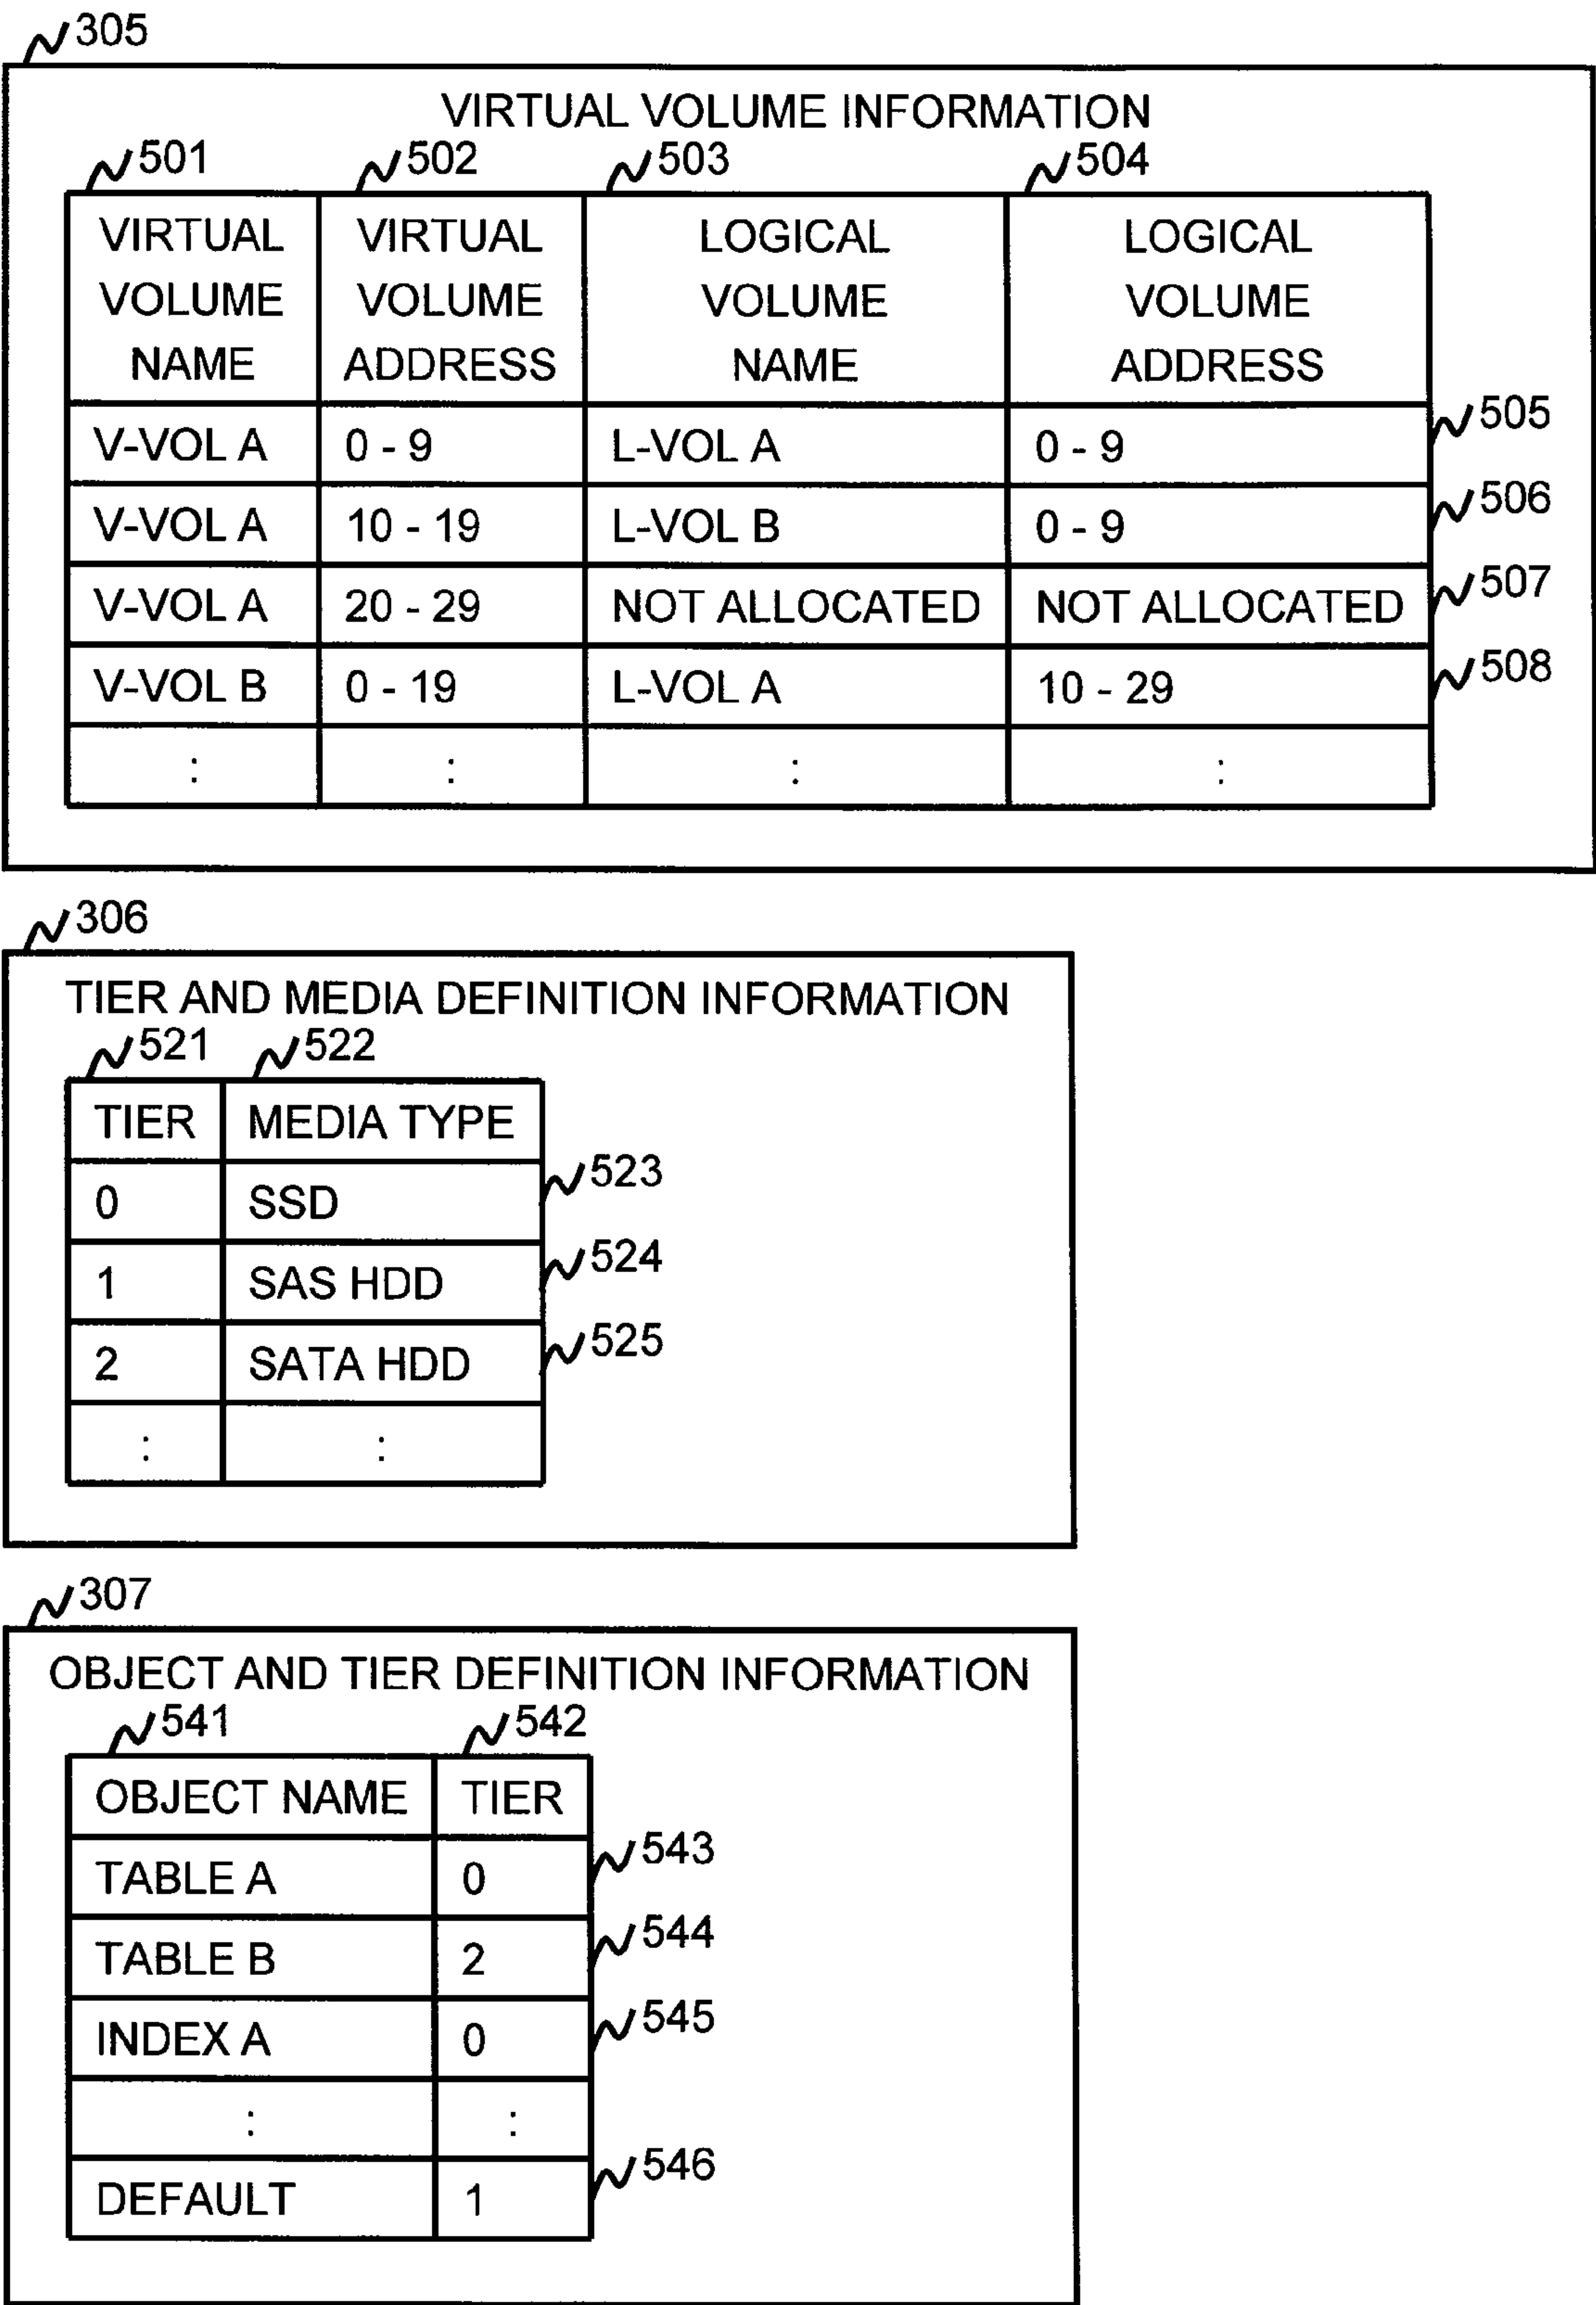 305
VIRTUAL VOLUME INFORMATION
501 502 503 504
VIRTUAL VOLUME NAME VIRTUAL VOLUME ADDRESS LOGICAL VOLUME NAME LOGICAL VOLUME ADDRESS
V-VOL A 0 - 9 L-VOL A 0 - 9 505
V-VOL A 10 - 19 L-VOL B 0 - 9 506
V-VOL A 20 - 29 NOT ALLOCATED NOT ALLOCATED 507
V-VOL B 0 - 19 L-VOL A 10 - 29 508
: : : :
306
TIER AND MEDIA DEFINITION INFORMATION
521 522
TIER MEDIA TYPE
0 SSD 523
1 SAS HDD 524
2 SATA HDD 525
: :
307
OBJECT AND TIER DEFINITION INFORMATION
541 542
OBJECT NAME TIER
TABLE A 0 543
TABLE B 2 544
INDEX A 0 545
: :
DEFAULT 1 546